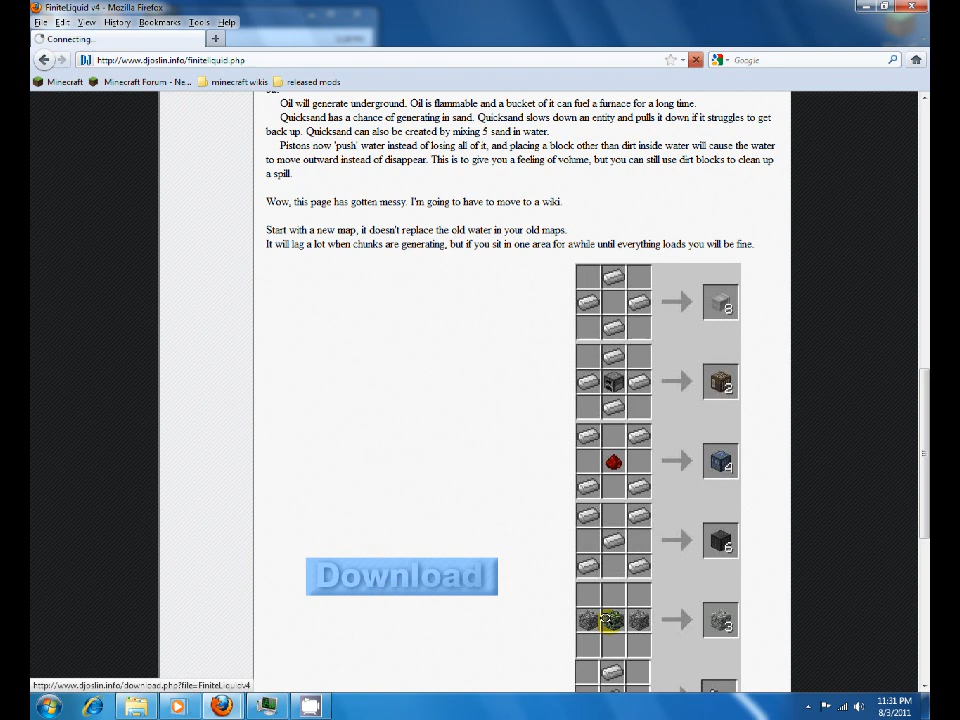 FiniteLiquid v4 - Mozilla Firefox
File Edit View History Bookmarks Tools Help
Connecting...
http://www.djoslin.info/finiteliquid.php
Google
Minecraft Minecraft Forum - Ne... minecraft wikis released mods
Oil will generate underground. Oil is flammable and a bucket of it can fuel a furnace for a long time.
Quicksand has a chance of generating in sand. Quicksand slows down an entity and pulls it down if it struggles to get
back up. Quicksand can also be created by mixing 5 sand in water.
Pistons now 'push' water instead of losing all of it, and placing a block other than dirt inside water will cause the water
to move outward instead of disappear. This is to give you a feeling of volume, but you can still use dirt blocks to clean up
a spill.
Wow, this page has gotten messy. I'm going to have to move to a wiki.
Start with a new map, it doesn't replace the old water in your old maps.
It will lag a lot when chunks are generating, but if you sit in one area for awhile until everything loads you will be fine.
8
2
4
6
Download
3
http://www.djoslin.info/download.php?file=FiniteLiquidv4
11:31 PM
8/3/2011